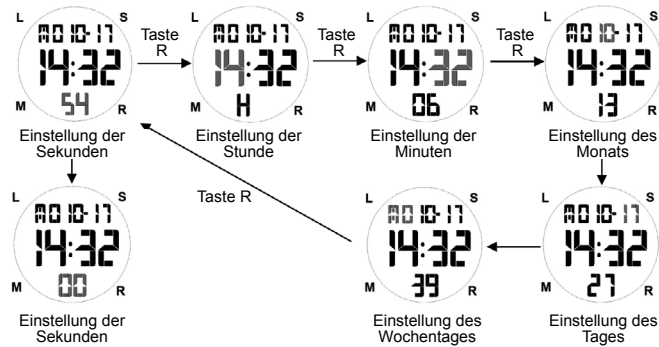 L S
MO 10-17
14:32
54
M R
Einstellung der
Sekunden
Taste
R
L S
MO 10-17
14:32
H
M R
Einstellung der
Stunde
Taste
R
L S
MO 10-17
14:32
06
M R
Einstellung der
Minuten
Taste
R
L S
MO 10-17
14:32
13
M R
Einstellung des
Monats
Taste R
L S
MO 10-17
14:32
00
M R
Einstellung der
Sekunden
L S
MO 10-17
14:32
39
M R
Einstellung des
Wochentages
L S
MO 10-17
14:32
27
M R
Einstellung des
Tages